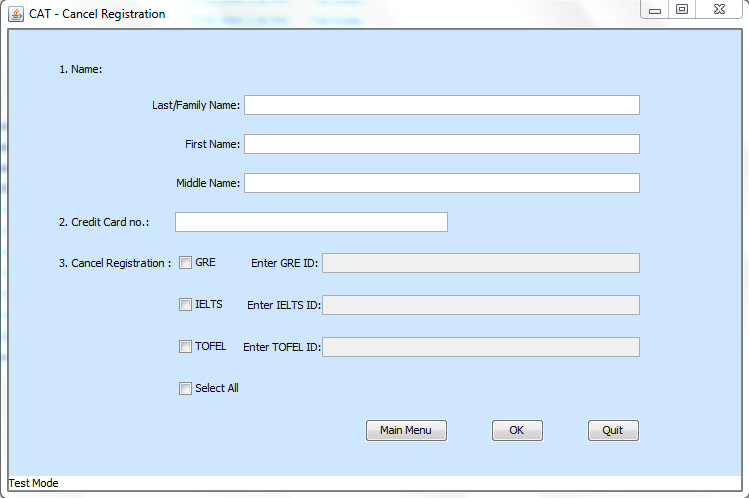 CAT - Cancel Registration
1. Name:
Last/Family Name:
First Name:
Middle Name:
2. Credit Card no.:
3. Cancel Registration : GRE Enter GRE ID:
IELTS Enter IELTS ID:
TOFEL Enter TOFEL ID:
Select All
Main Menu OK Quit
Test Mode